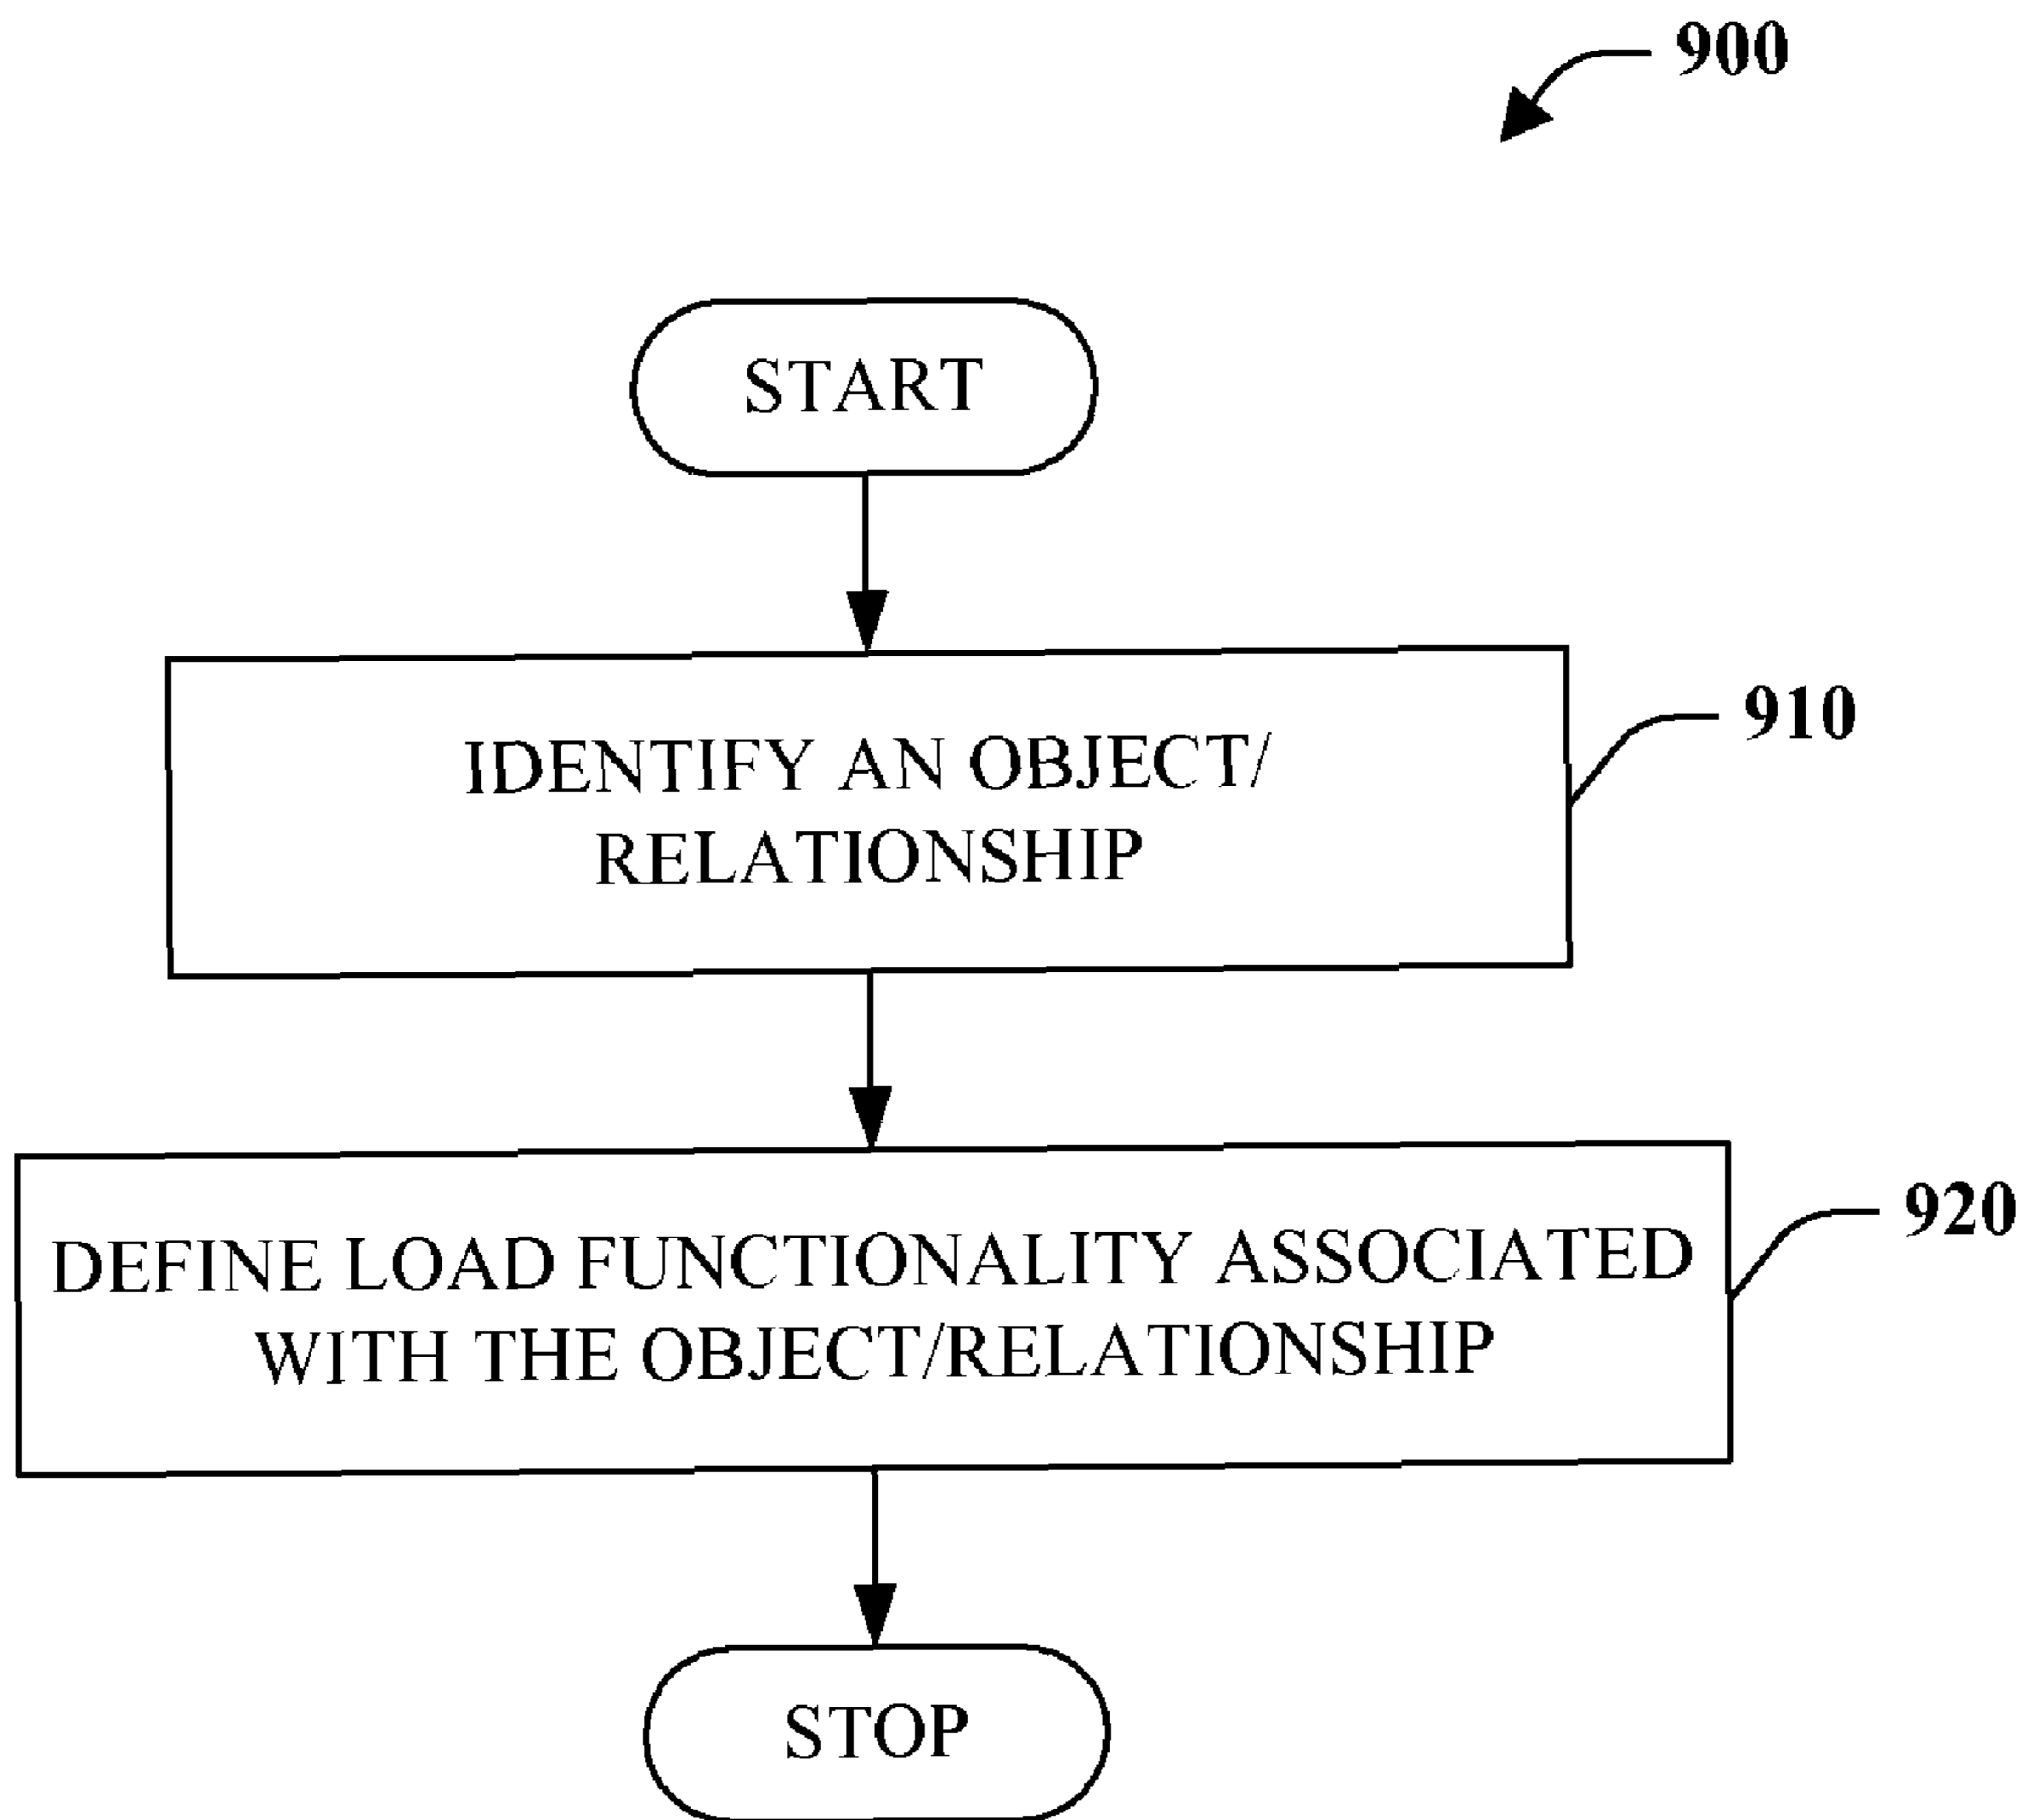 900
START
IDENTIFY AN OBJECT/
RELATIONSHIP
910
DEFINE LOAD FUNCTIONALITY ASSOCIATED
WITH THE OBJECT/RELATIONSHIP
920
STOP